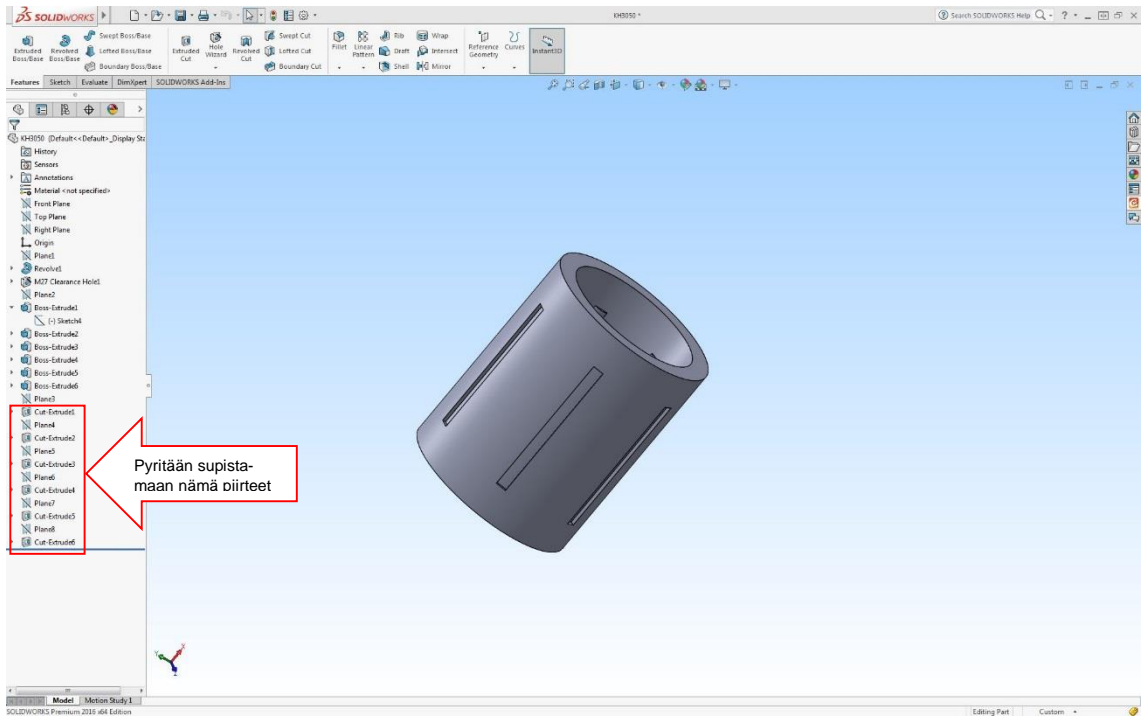 SOLIDWORKS
KH3050 *
Search SOLIDWORKS Help
Extruded Boss/Base
Revolved Boss/Base
Swept Boss/Base
Lofted Boss/Base
Boundary Boss/Base
Extruded Cut
Hole Wizard
Revolved Cut
Swept Cut
Lofted Cut
Boundary Cut
Fillet
Linear Pattern
Rib
Draft
Shell
Wrap
Intersect
Mirror
Reference Geometry
Curves
Instant3D
Features Sketch Evaluate DimXpert SOLIDWORKS Add-Ins
KH3050 (Default<<Default>_Display Sta
History
Sensors
Annotations
Material <not specified>
Front Plane
Top Plane
Right Plane
Origin
Plane1
Revolve1
M27 Clearance Hole1
Plane2
Boss-Extrude1
(-) Sketch4
Boss-Extrude2
Boss-Extrude3
Boss-Extrude4
Boss-Extrude5
Boss-Extrude6
Plane3
Cut-Extrude1
Plane4
Cut-Extrude2
Plane5
Cut-Extrude3
Plane6
Cut-Extrude4
Plane7
Cut-Extrude5
Plane8
Cut-Extrude6
Pyritään supista-
maan nämä piirteet
Y X Z
Model Motion Study 1
SOLIDWORKS Premium 2016 x64 Edition
Editing Part Custom